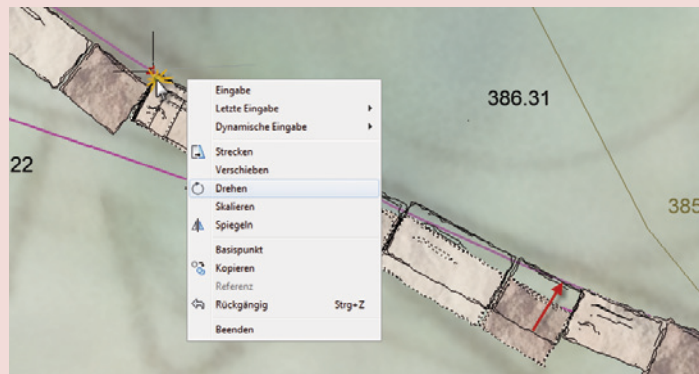 386.31
22
385
Eingabe
Letzte Eingabe
Dynamische Eingabe
Strecken
Verschieben
Drehen
Skalieren
Spiegeln
Basispunkt
Kopieren
Referenz
Rückgängig Strg+Z
Beenden